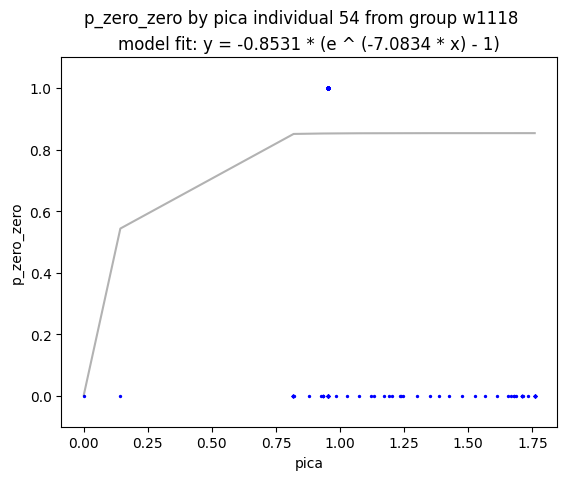 p_zero_zero by pica individual 54 from group w1118
model fit: y = -0.8531 * (e ^ (-7.0834 * x) - 1)
p_zero_zero
1.0
0.8
0.6
0.4
0.2
0.0
0.00 0.25 0.50 0.75 1.00 1.25 1.50 1.75
pica